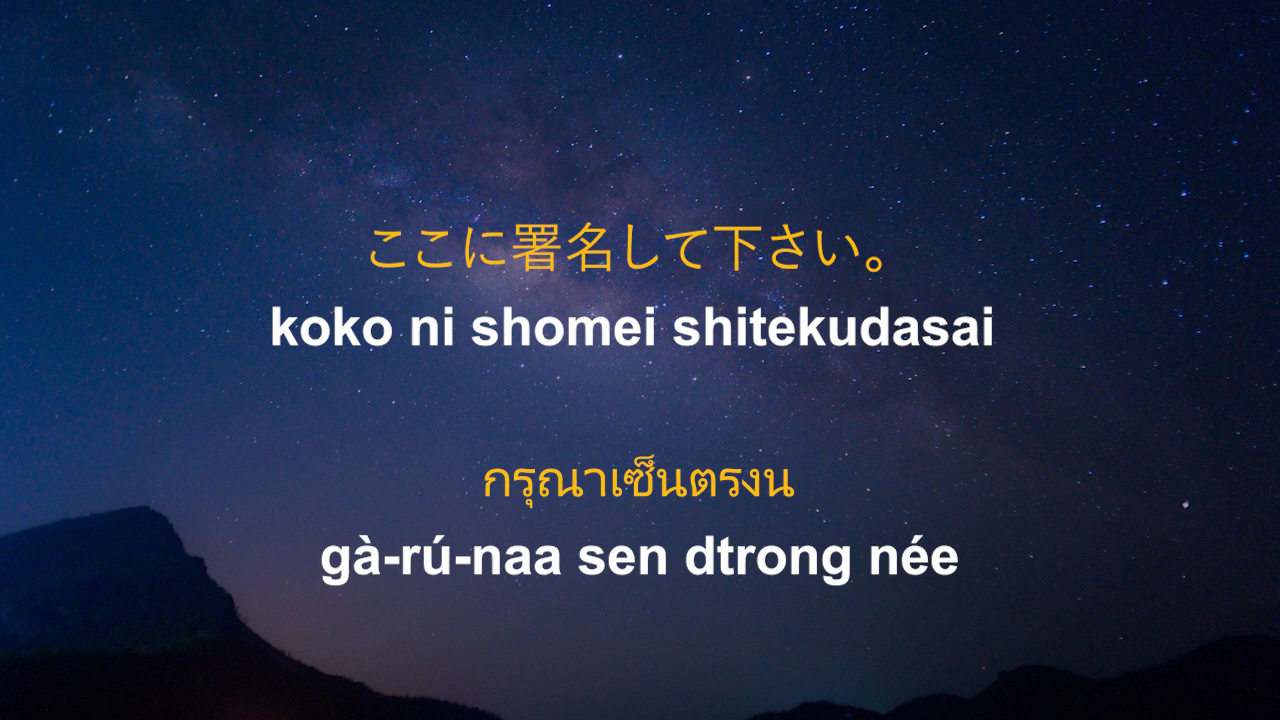 ここに署名して下さい。
koko ni shomei shitekudasai
กรุณาเซ็นตรงน
gà-rú-naa sen dtrong née